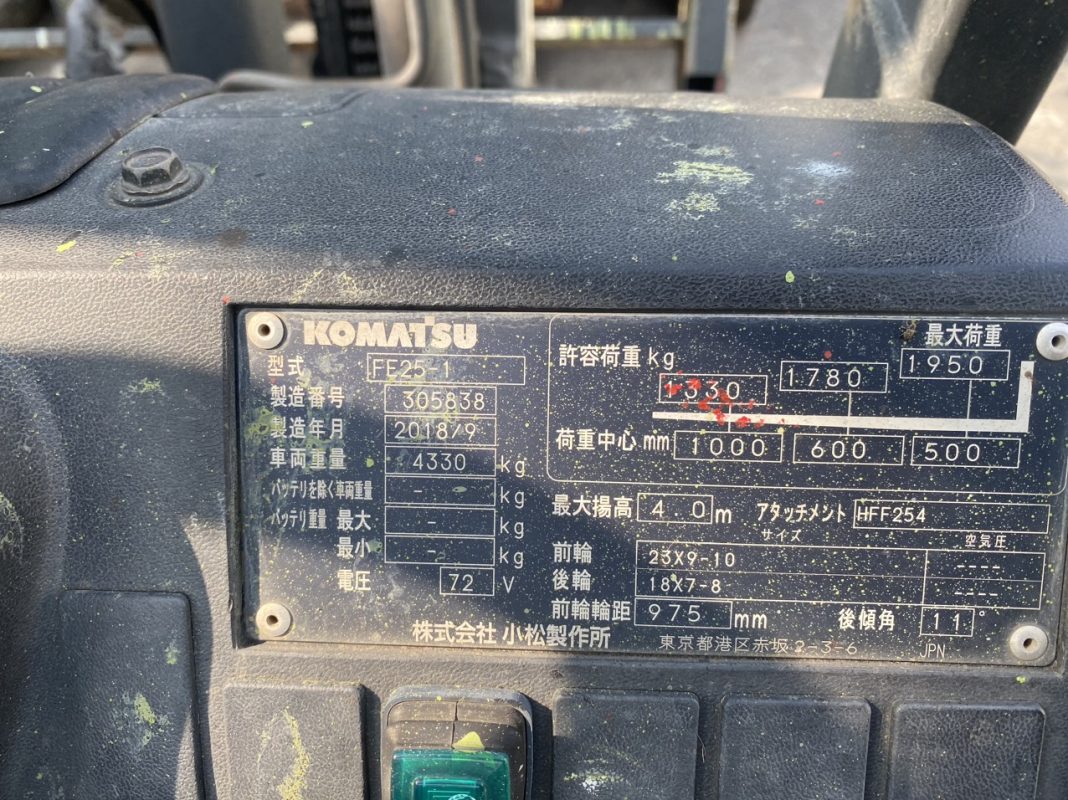 KOMATSU
型式 FE25-1
製造番号 305838
製造年月 2018/9
車両重量 4330 kg
バッテリを除く車両重量 - kg
バッテリ重量 最大 - kg
最小 - kg
電圧 72 V
許容荷重 kg 1330 1780 最大荷重 1950
荷重中心 mm 1000 600 500
最大揚高 4.0 m アタッチメント HFF254
サイズ 空気圧
前輪 23X9-10 ----
後輪 18X7-8 ----
前輪輪距 975 mm 後傾角 11°
株式会社 小松製作所 東京都港区赤坂 2-3-6 JPN